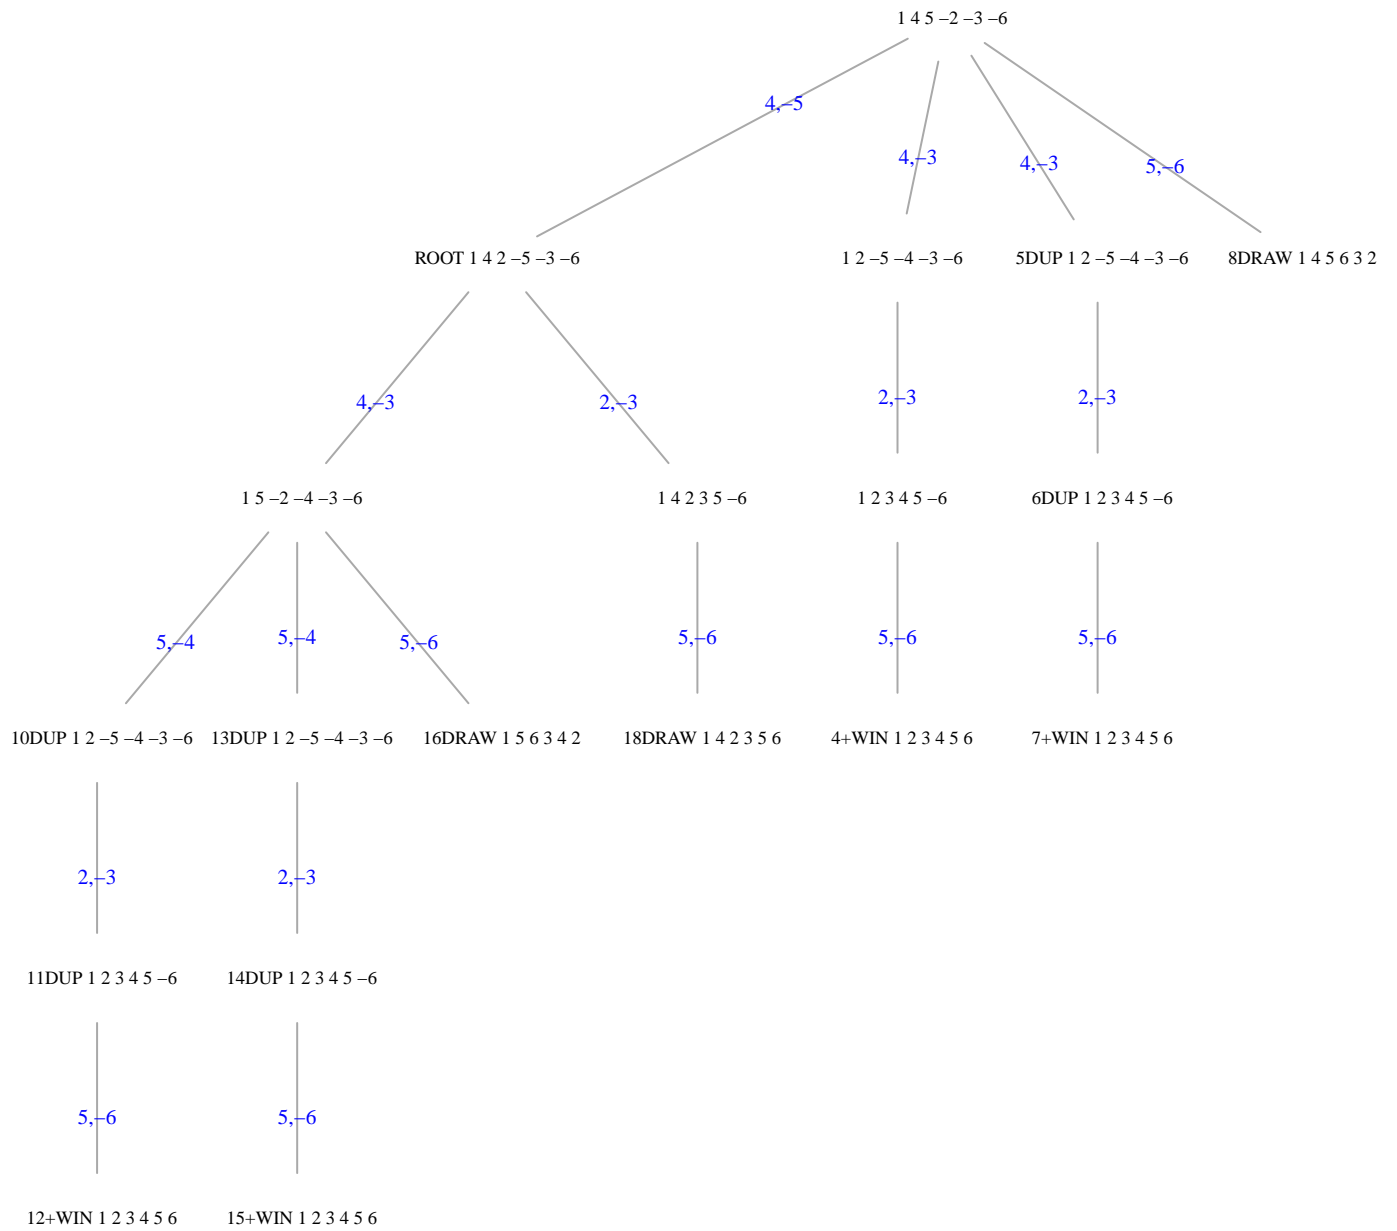 1 4 5 –2 –3 –6
4,–5
4,–3
4,–3
5,–6
ROOT 1 4 2 –5 –3 –6
1 2 –5 –4 –3 –6
5DUP 1 2 –5 –4 –3 –6
8DRAW 1 4 5 6 3 2
4,–3
2,–3
2,–3
2,–3
1 5 –2 –4 –3 –6
1 4 2 3 5 –6
1 2 3 4 5 –6
6DUP 1 2 3 4 5 –6
5,–4
5,–4
5,–6
5,–6
5,–6
5,–6
10DUP 1 2 –5 –4 –3 –6
13DUP 1 2 –5 –4 –3 –6
16DRAW 1 5 6 3 4 2
18DRAW 1 4 2 3 5 6
4+WIN 1 2 3 4 5 6
7+WIN 1 2 3 4 5 6
2,–3
2,–3
11DUP 1 2 3 4 5 –6
14DUP 1 2 3 4 5 –6
5,–6
5,–6
12+WIN 1 2 3 4 5 6
15+WIN 1 2 3 4 5 6